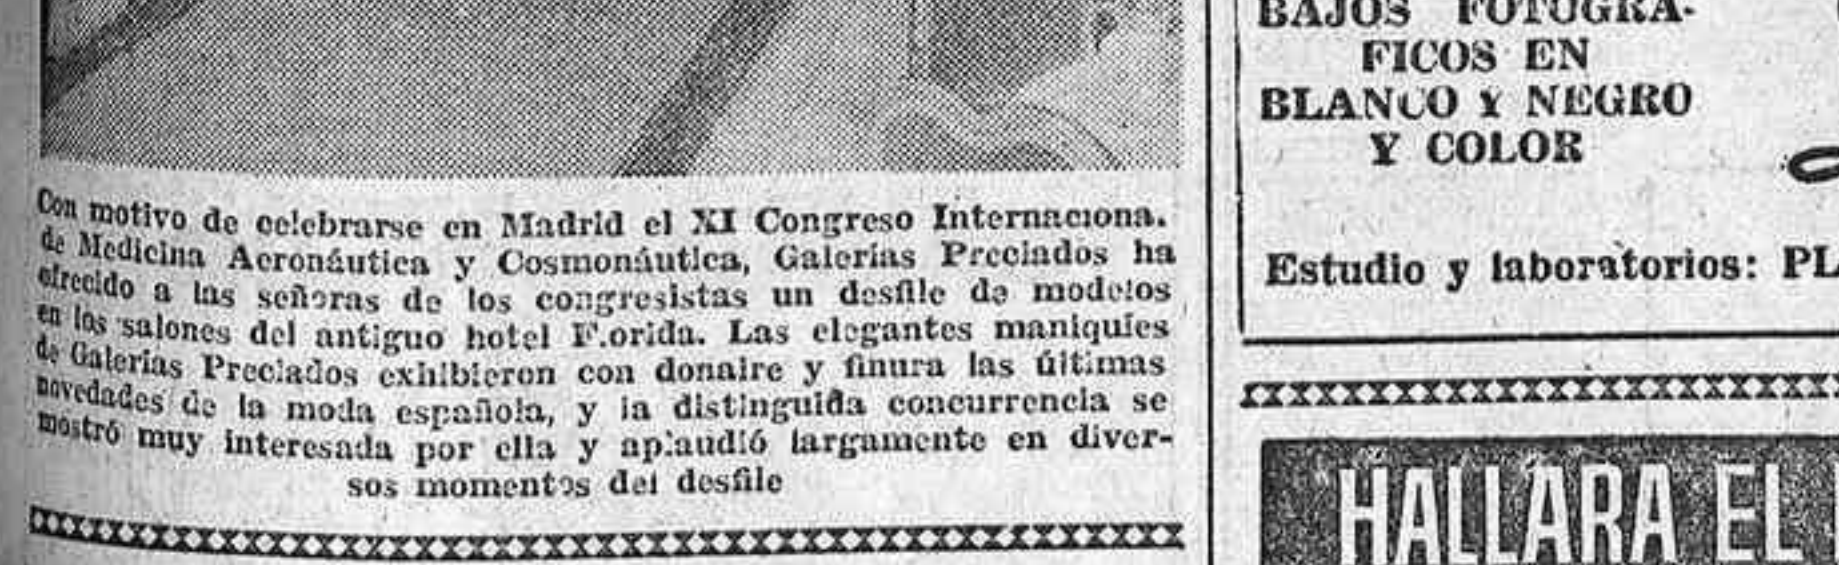 Con motivo de celebrarse en Madrid el XI Congreso Internaciona.
de Medicina Aeronáutica y Cosmonáutica, Galerías Preciados ha
ofrecido a las señoras de los congresistas un desfile de modelos
en los salones del antiguo hotel F.orida. Las elegantes maniquíes
de Galerías Preciados exhibieron con donaire y finura las últimas
novedades de la moda española, y la distinguida concurrencia se
mostró muy interesada por ella y aplaudió largamente en diver-
sos momentos del desfile
BAJOS FOTOGRA-
FICOS EN
BLANCO Y NEGRO
Y COLOR
Estudio y laboratorios: PL
HALLARA EL